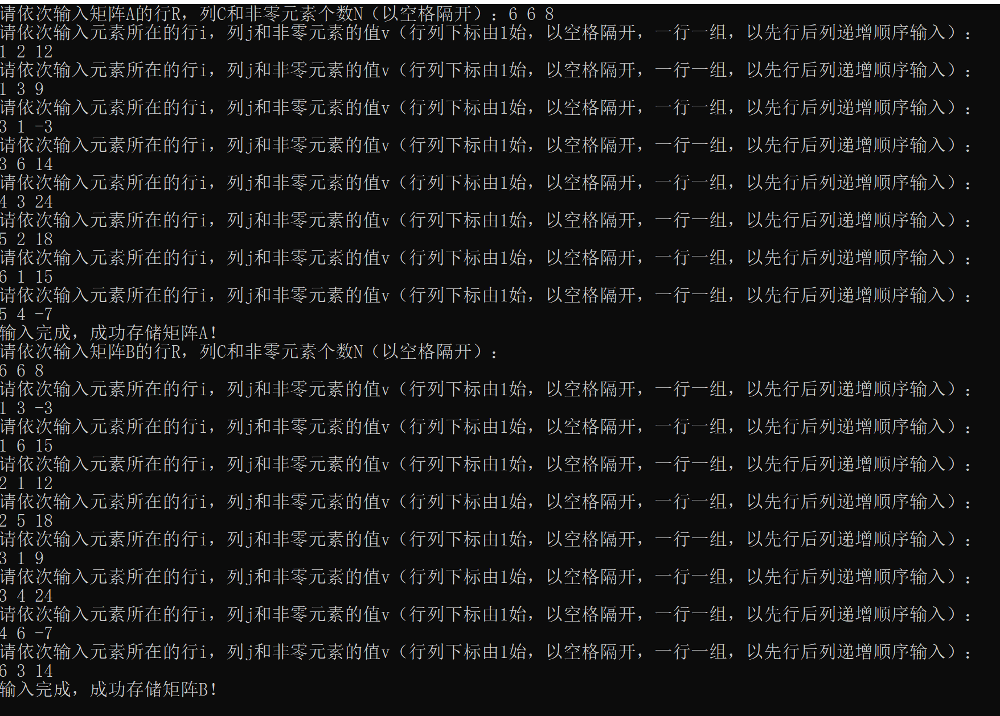 请依次输入矩阵A的行R，列C和非零元素个数N（以空格隔开）：6 6 8
请依次输入元素所在的行i，列j和非零元素的值v（行列下标由1始，以空格隔开，一行一组，以先行后列递增顺序输入）：
1 2 12
请依次输入元素所在的行i，列j和非零元素的值v（行列下标由1始，以空格隔开，一行一组，以先行后列递增顺序输入）：
1 3 9
请依次输入元素所在的行i，列j和非零元素的值v（行列下标由1始，以空格隔开，一行一组，以先行后列递增顺序输入）：
3 1 -3
请依次输入元素所在的行i，列j和非零元素的值v（行列下标由1始，以空格隔开，一行一组，以先行后列递增顺序输入）：
3 6 14
请依次输入元素所在的行i，列j和非零元素的值v（行列下标由1始，以空格隔开，一行一组，以先行后列递增顺序输入）：
4 3 24
请依次输入元素所在的行i，列j和非零元素的值v（行列下标由1始，以空格隔开，一行一组，以先行后列递增顺序输入）：
5 2 18
请依次输入元素所在的行i，列j和非零元素的值v（行列下标由1始，以空格隔开，一行一组，以先行后列递增顺序输入）：
6 1 15
请依次输入元素所在的行i，列j和非零元素的值v（行列下标由1始，以空格隔开，一行一组，以先行后列递增顺序输入）：
5 4 -7
输入完成，成功存储矩阵A!
请依次输入矩阵B的行R，列C和非零元素个数N（以空格隔开）：
6 6 8
请依次输入元素所在的行i，列j和非零元素的值v（行列下标由1始，以空格隔开，一行一组，以先行后列递增顺序输入）：
1 3 -3
请依次输入元素所在的行i，列j和非零元素的值v（行列下标由1始，以空格隔开，一行一组，以先行后列递增顺序输入）：
1 6 15
请依次输入元素所在的行i，列j和非零元素的值v（行列下标由1始，以空格隔开，一行一组，以先行后列递增顺序输入）：
2 1 12
请依次输入元素所在的行i，列j和非零元素的值v（行列下标由1始，以空格隔开，一行一组，以先行后列递增顺序输入）：
2 5 18
请依次输入元素所在的行i，列j和非零元素的值v（行列下标由1始，以空格隔开，一行一组，以先行后列递增顺序输入）：
3 1 9
请依次输入元素所在的行i，列j和非零元素的值v（行列下标由1始，以空格隔开，一行一组，以先行后列递增顺序输入）：
3 4 24
请依次输入元素所在的行i，列j和非零元素的值v（行列下标由1始，以空格隔开，一行一组，以先行后列递增顺序输入）：
4 6 -7
请依次输入元素所在的行i，列j和非零元素的值v（行列下标由1始，以空格隔开，一行一组，以先行后列递增顺序输入）：
6 3 14
输入完成，成功存储矩阵B!